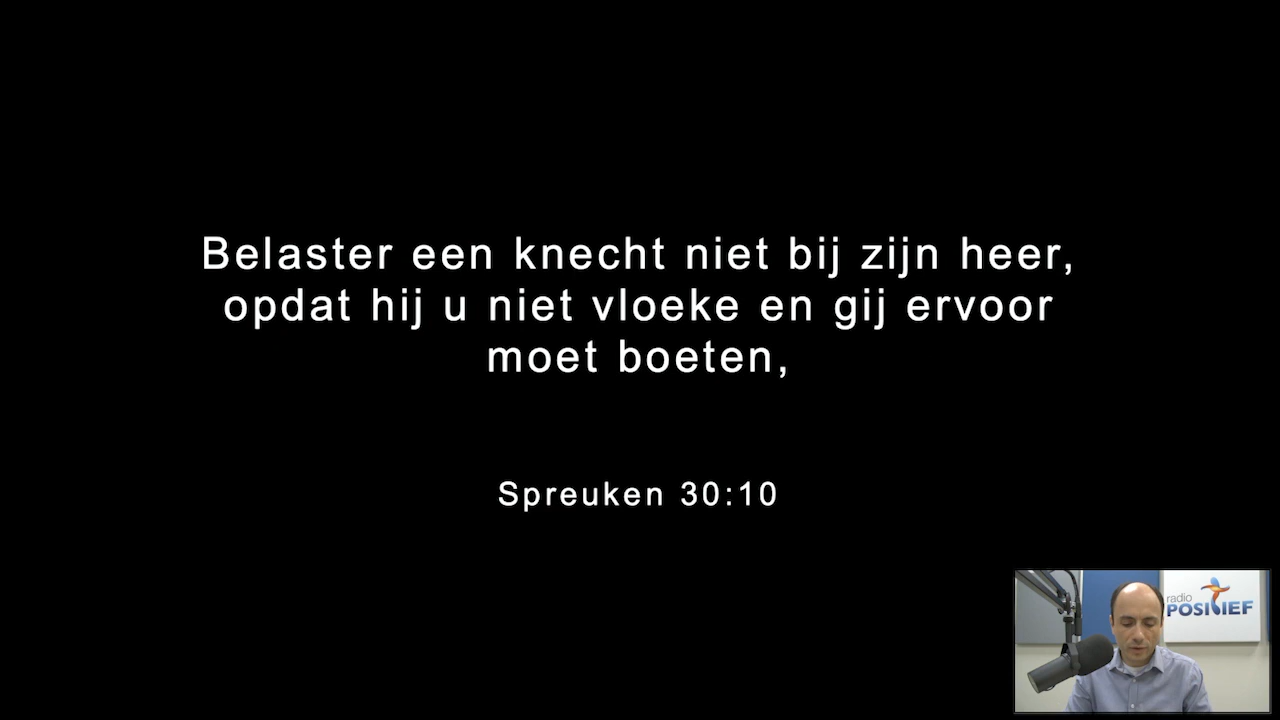 Belaster een knecht niet bij zijn heer,
opdat hij u niet vloeke en gij ervoor
moet boeten,
Spreuken 30:10
radio
POSITIEF